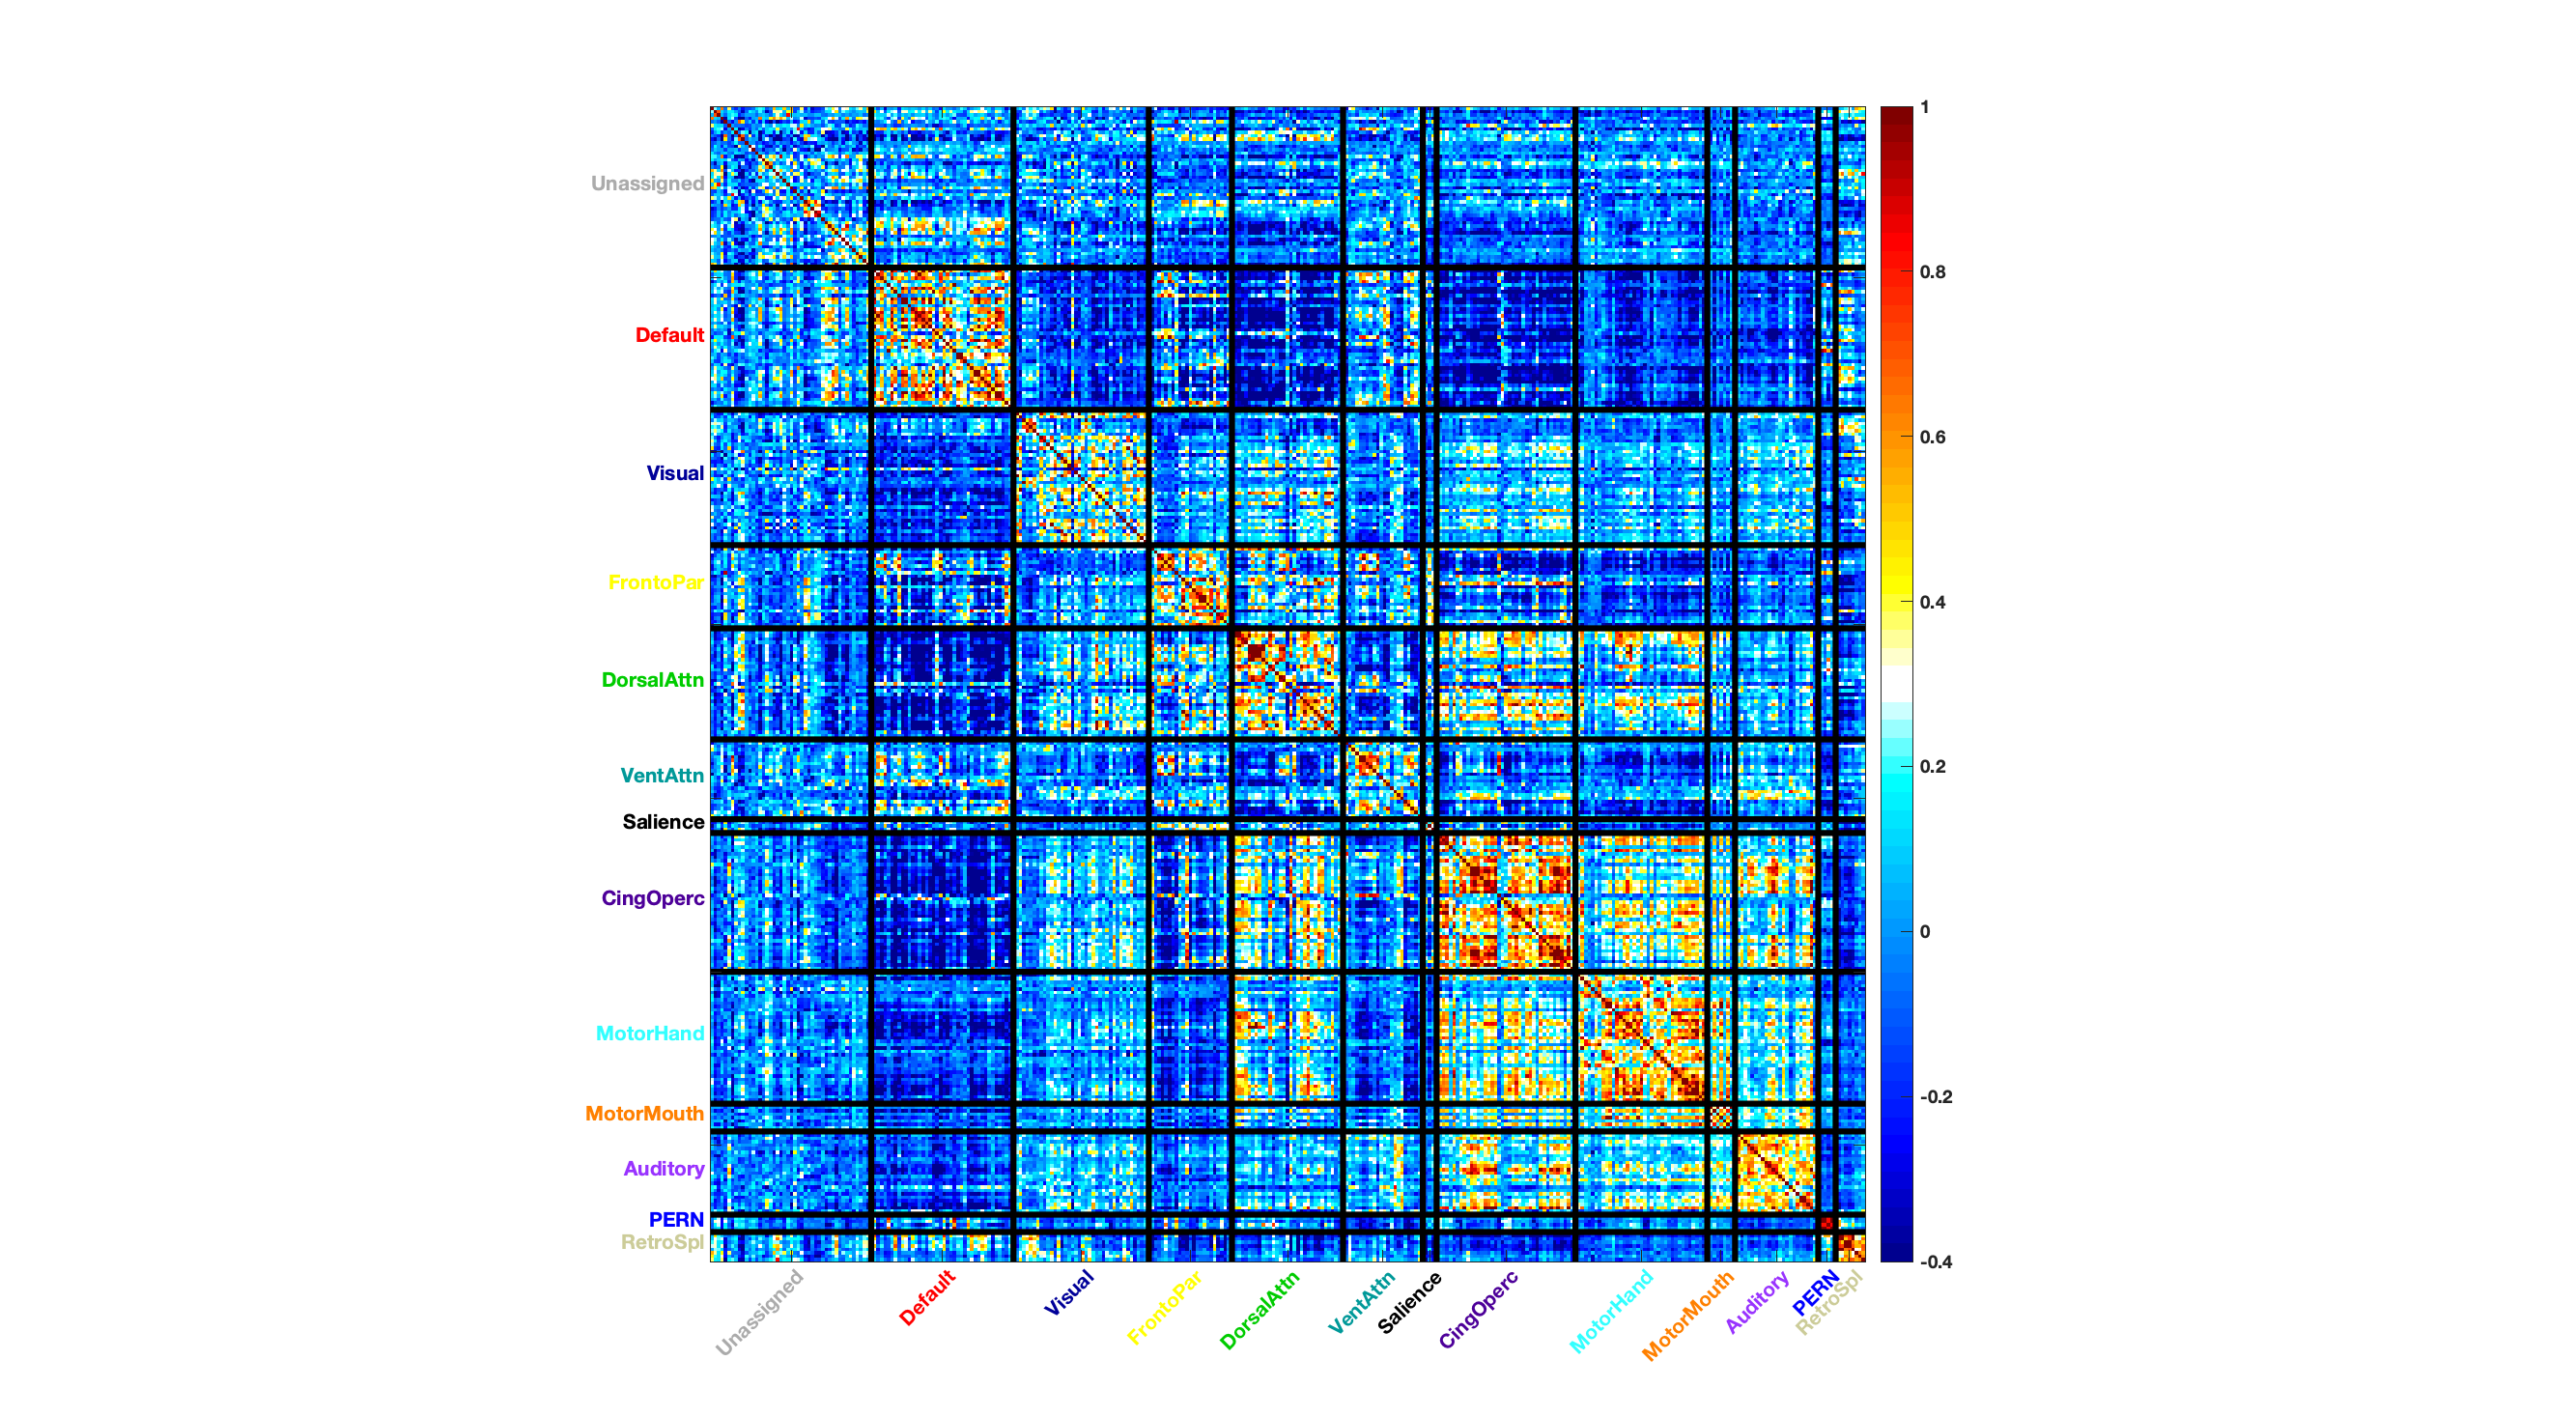 Unassigned
Default
Visual
FrontoPar
DorsalAttn
VentAttn
Salience
CingOperc
MotorHand
MotorMouth
Auditory
PERN
RetroSpl
Unassigned
Default
Visual
FrontoPar
DorsalAttn
VentAttn
Salience
CingOperc
MotorHand
MotorMouth
Auditory
PERN
RetroSpl
1
0.8
0.6
0.4
0.2
0
-0.2
-0.4